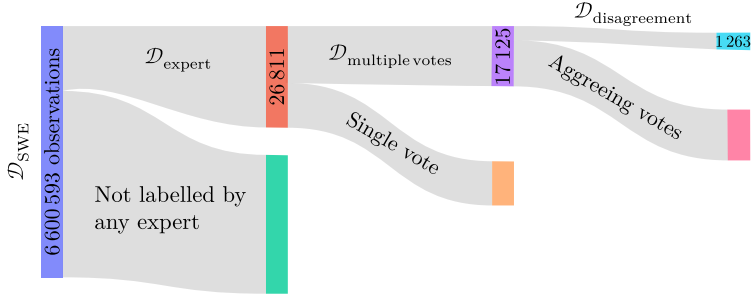 𝒟disagreement
1 263
𝒟expert
26 811
𝒟multiple votes
17 125
Aggreeing votes
Single vote
𝒟SWE
6 600 593 observations
Not labelled by
any expert